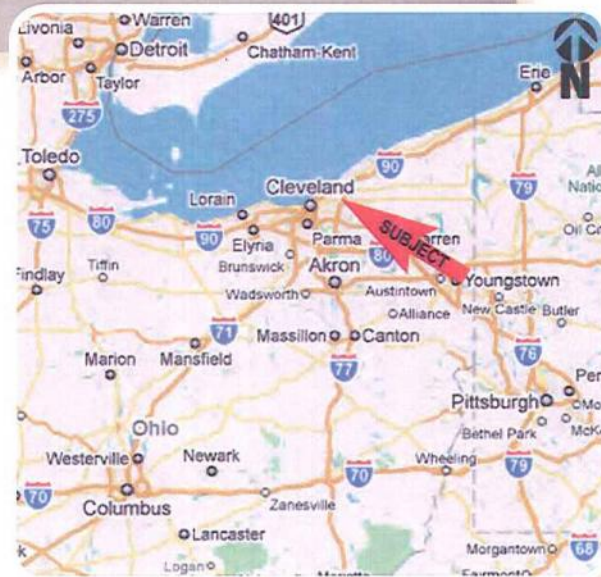 Warren
401
Livonia
Detroit
Chatham-Kent
Arbor
Taylor
Erie
N
275
Toledo
90
79
Cleveland
Lorain
80
75
90
Elyria
Parma
SUBJECT
Oil City
Brunswick
80
Findlay
Tiffin
Akron
Austintown
Youngstown
Wadsworth
New Castle
Butler
Alliance
71
Massillon
Canton
Mansfield
76
Marion
77
Pittsburgh
Ohio
Bethel Park
Westerville
Newark
Wheeling
70
79
70
Zanesville
Columbus
Lancaster
Morgantown
68
Logan